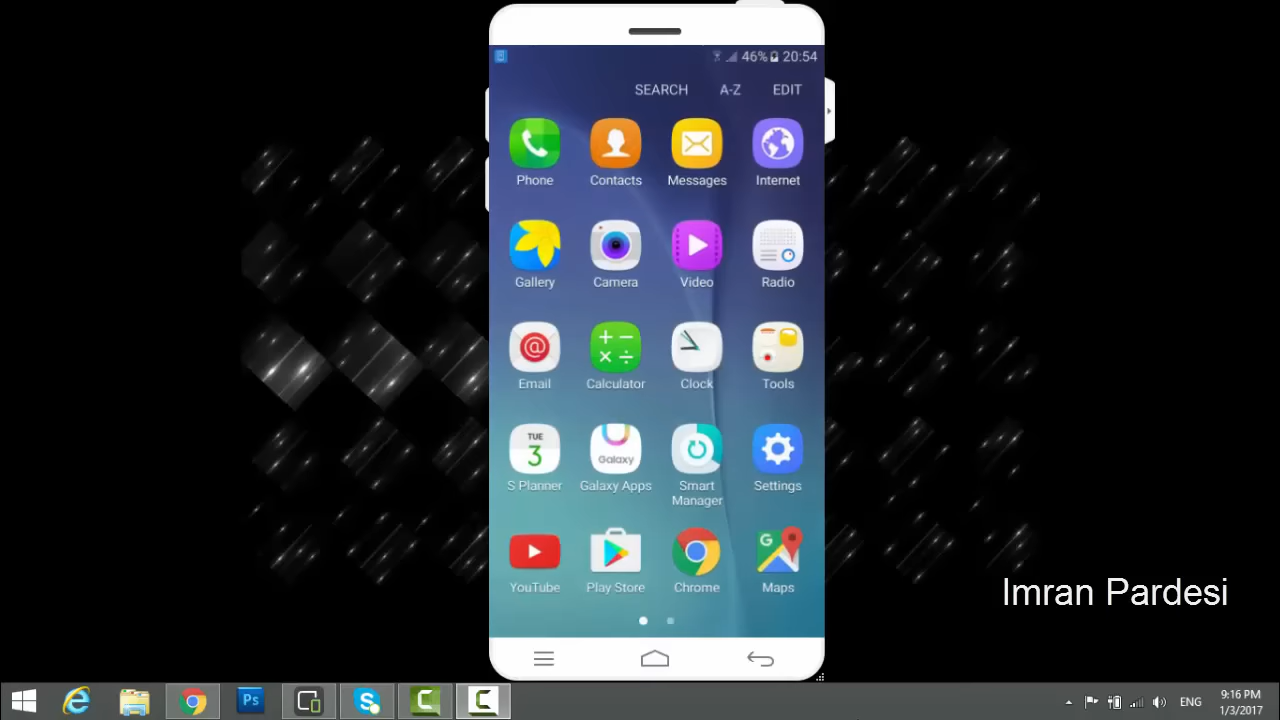 46% 20:54
SEARCH A-Z EDIT
Phone Contacts Messages Internet
Gallery Camera Video Radio
@
Email Calculator Clock Tools
TUE
3
Galaxy
S Planner Galaxy Apps Smart Manager Settings
G
YouTube Play Store Chrome Maps
Imran Pardesi
Ps
ENG
9:16 PM
1/3/2017